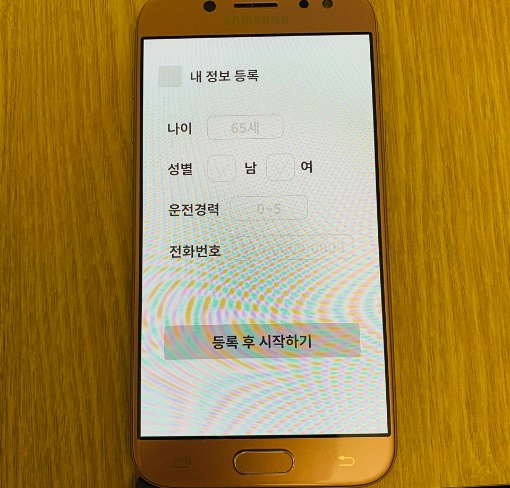 SAMSUNG
내 정보 등록
나이 65세
성별 남 여
운전경력 0~5
전화번호
등록 후 시작하기